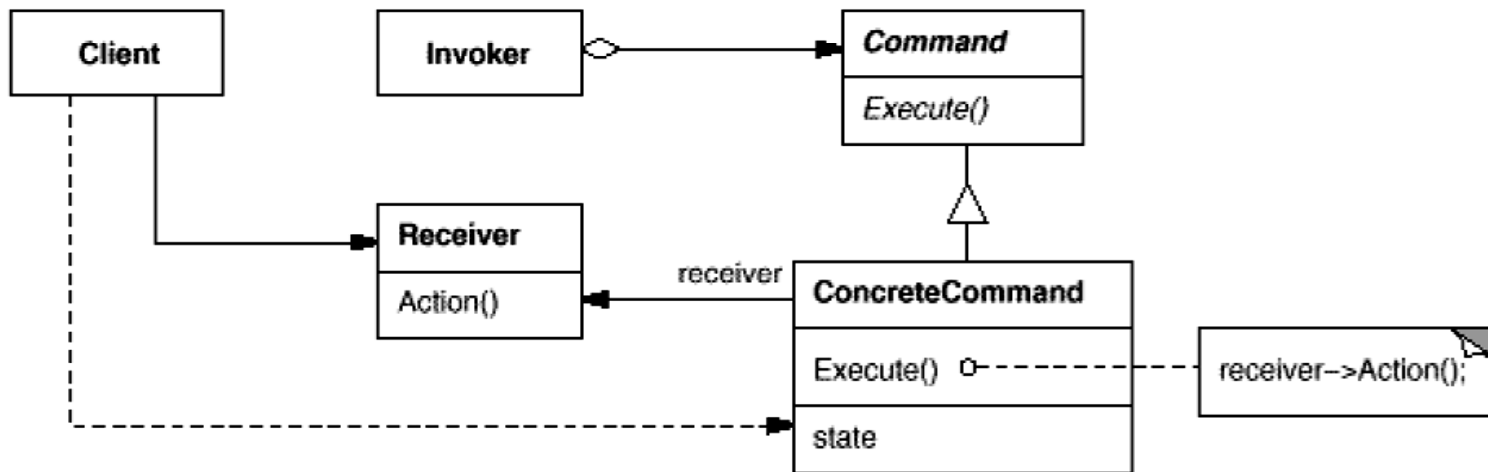 Client
Invoker
Command
Execute()
Receiver
Action()
receiver
ConcreteCommand
Execute()
receiver–>Action();
state